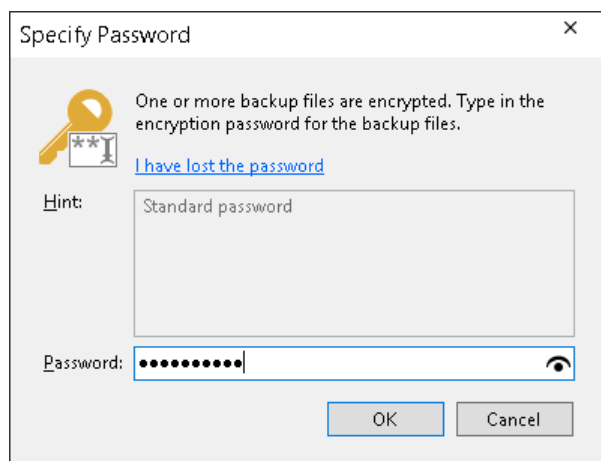 Specify Password
One or more backup files are encrypted. Type in the
encryption password for the backup files.
**
I have lost the password
Hint:
Standard password
Password: ●●●●●●●●●●
OK
Cancel